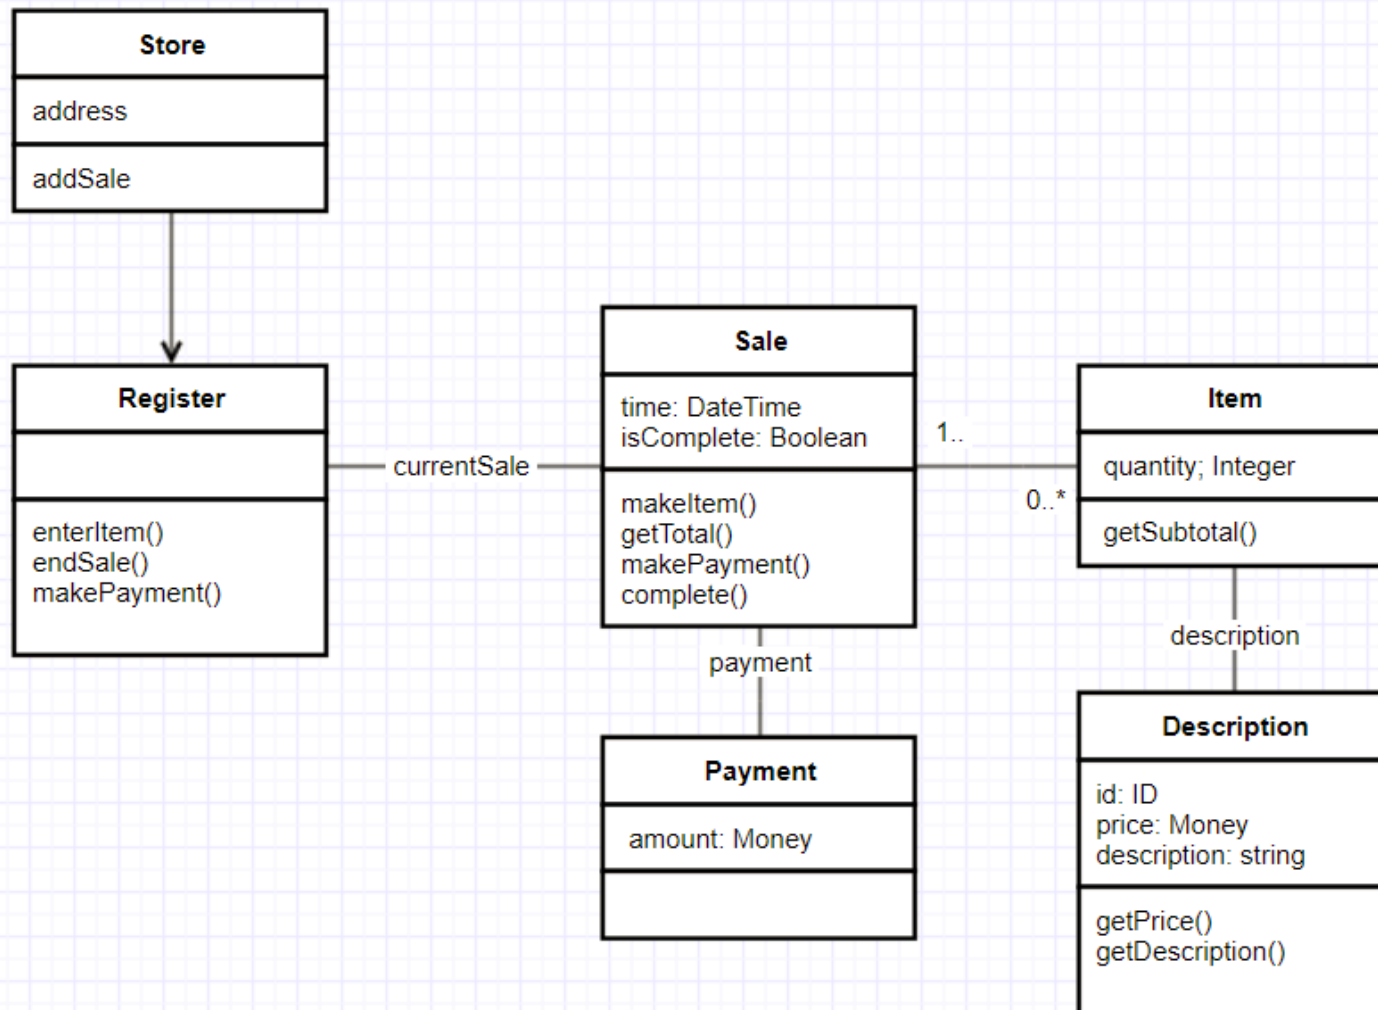 Store
address
addSale
Register
enterItem()
endSale()
makePayment()
currentSale
Sale
time: DateTime
isComplete: Boolean
makeItem()
getTotal()
makePayment()
complete()
1..
0..*
Item
quantity; Integer
getSubtotal()
payment
Payment
amount: Money
description
Description
id: ID
price: Money
description: string
getPrice()
getDescription()